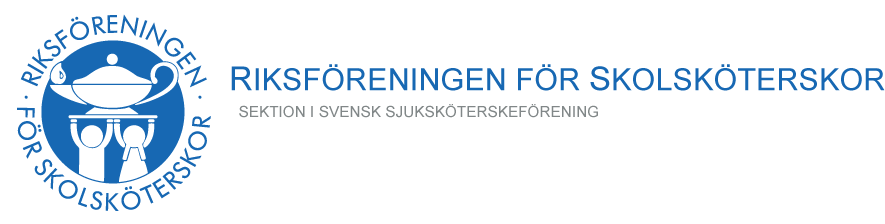 · RIKSFÖRENINGEN ·
FÖR SKOLSKÖTERSKOR
RIKSFÖRENINGEN FÖR SKOLSKÖTERSKOR
SEKTION I SVENSK SJUKSKÖTERSKEFÖRENING